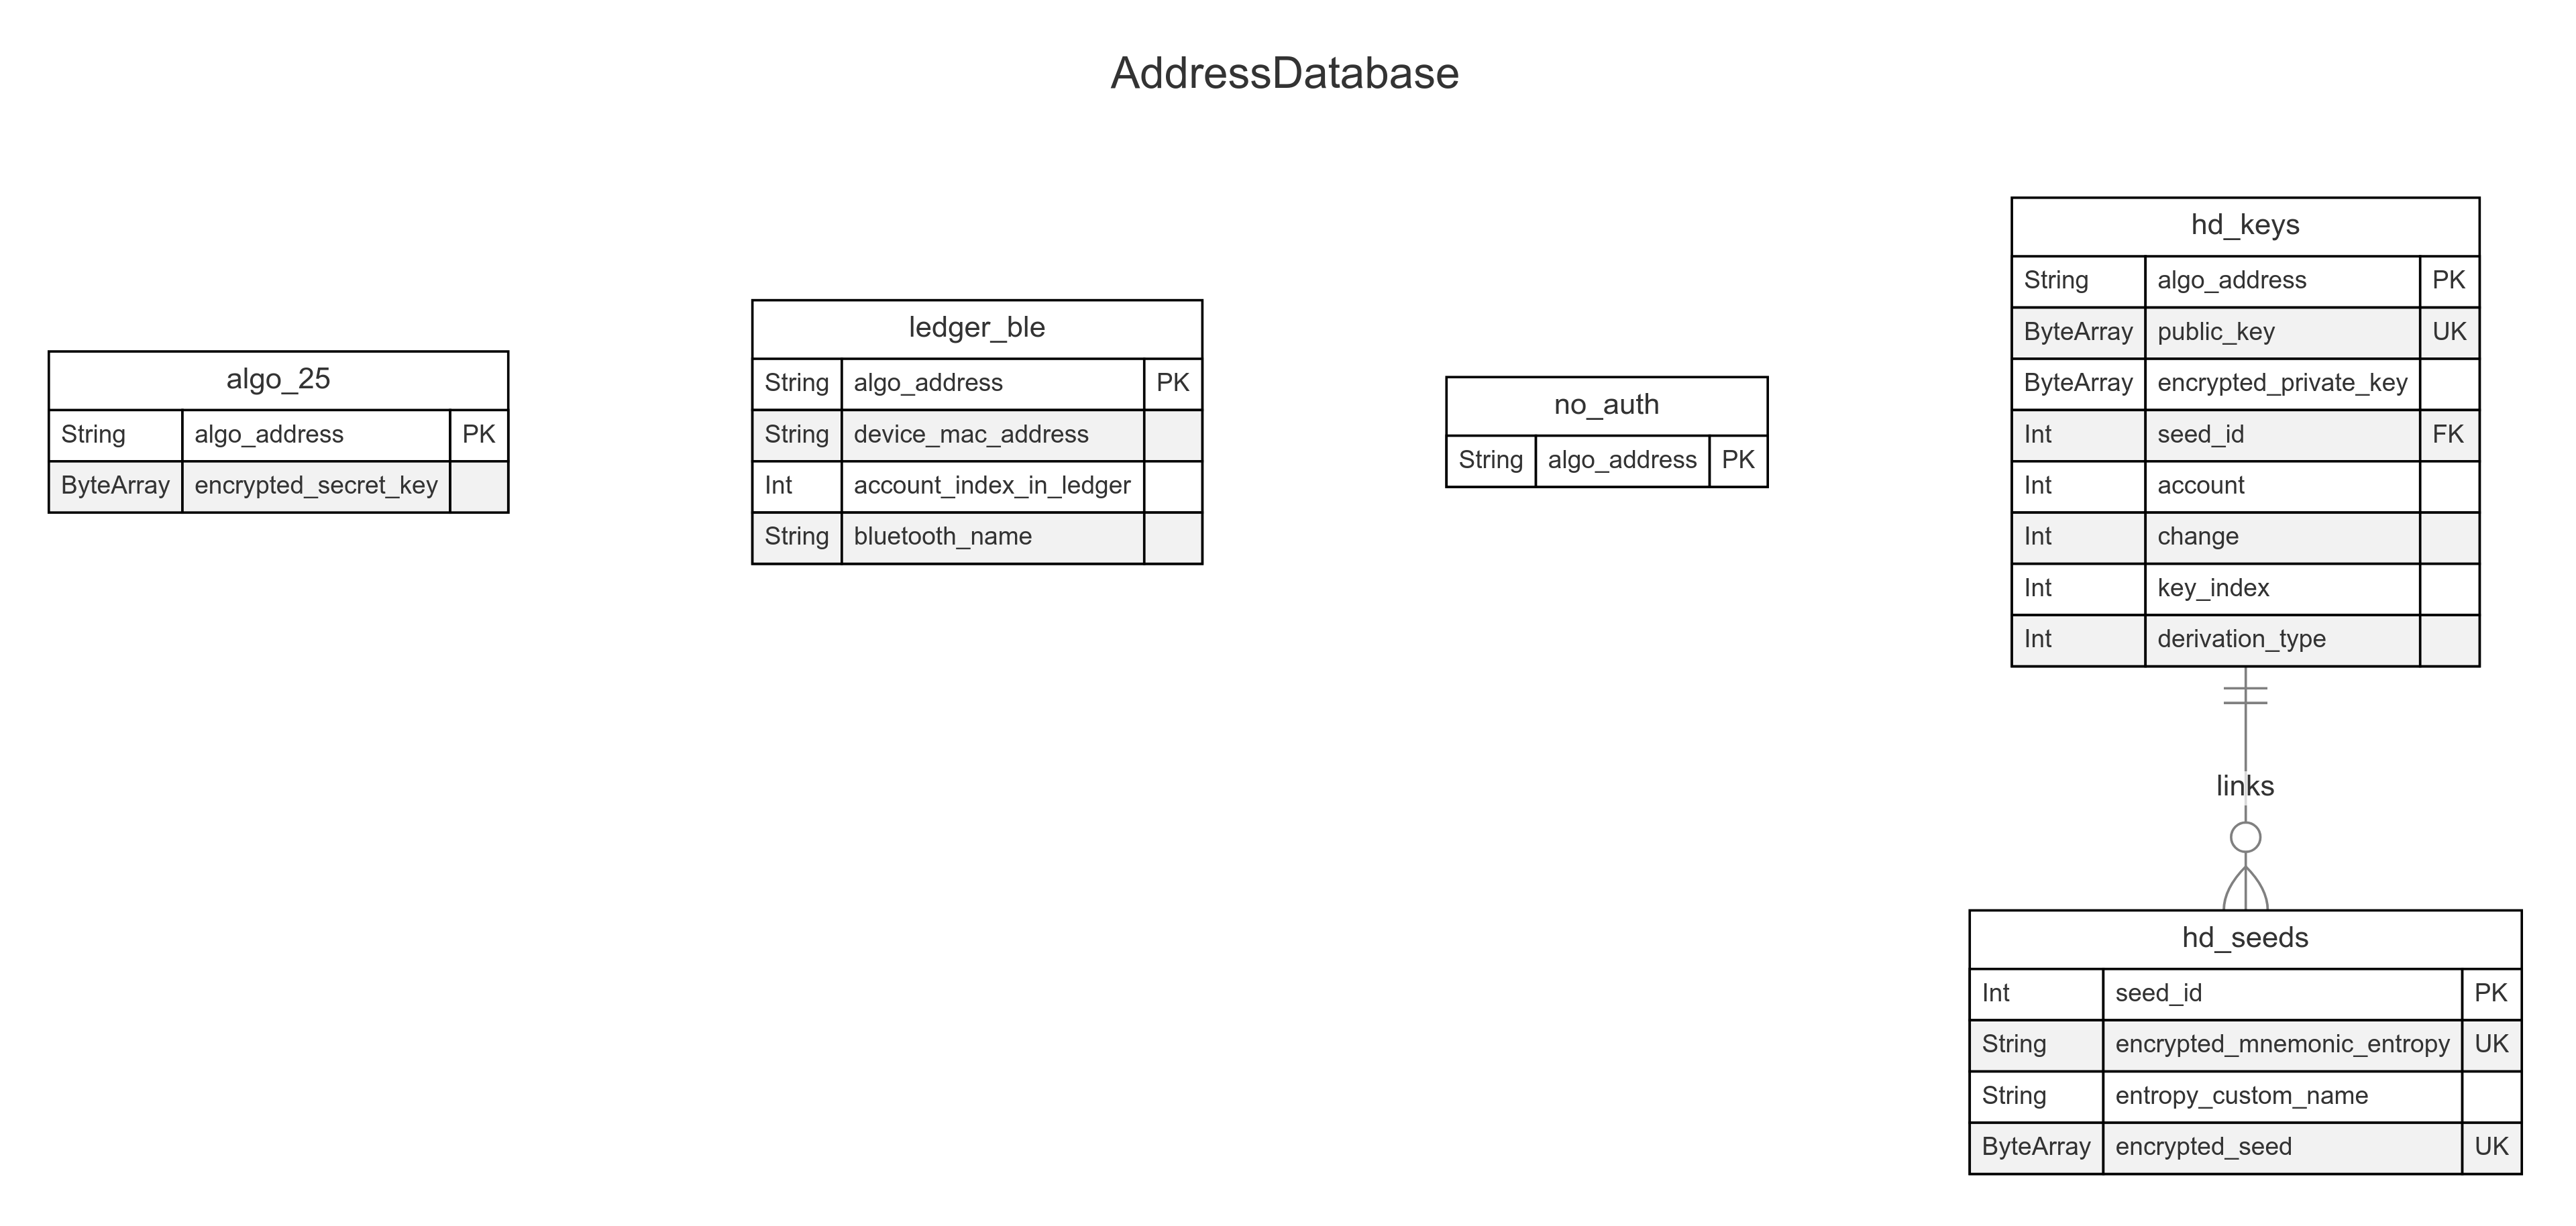 AddressDatabase
algo_25
String algo_address PK
ByteArray encrypted_secret_key
ledger_ble
String algo_address PK
String device_mac_address
Int account_index_in_ledger
String bluetooth_name
no_auth
String algo_address PK
hd_keys
String algo_address PK
ByteArray public_key UK
ByteArray encrypted_private_key
Int seed_id FK
Int account
Int change
Int key_index
Int derivation_type
links
hd_seeds
Int seed_id PK
String encrypted_mnemonic_entropy UK
String entropy_custom_name
ByteArray encrypted_seed UK